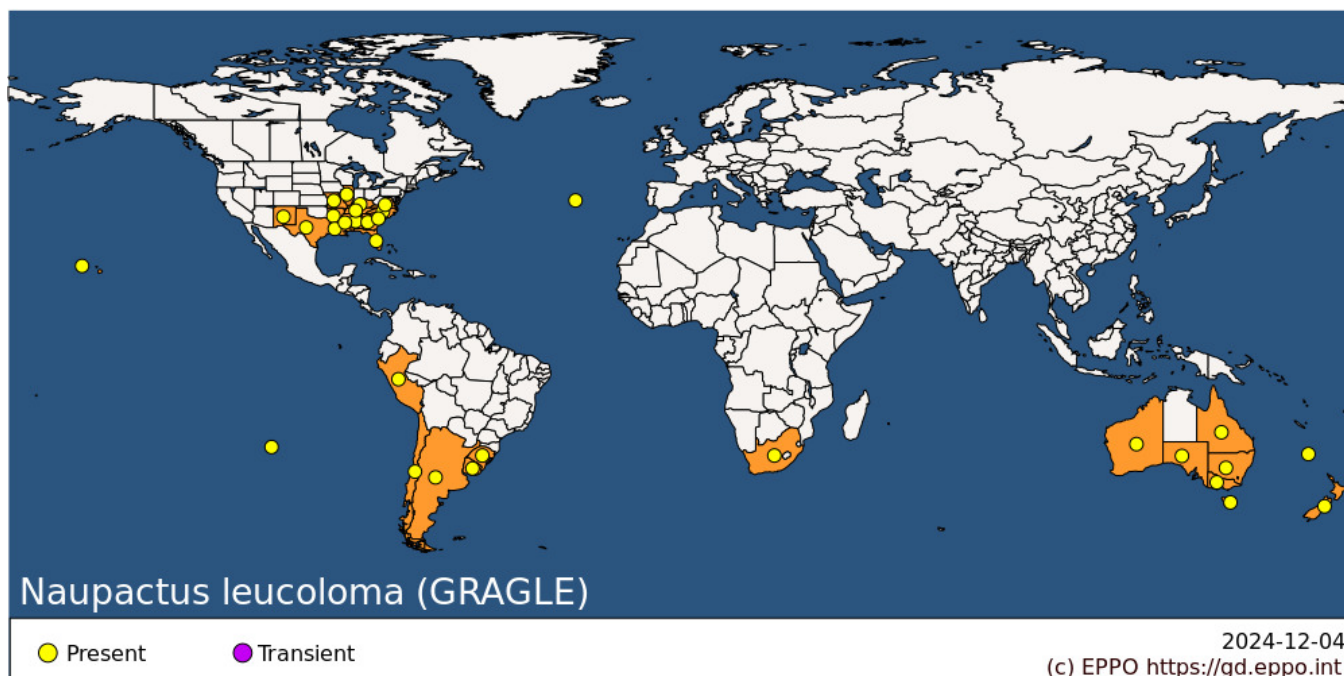 Naupactus leucoloma (GRAGLE)
Present
Transient
2024-12-04
(c) EPPO https://gd.eppo.int